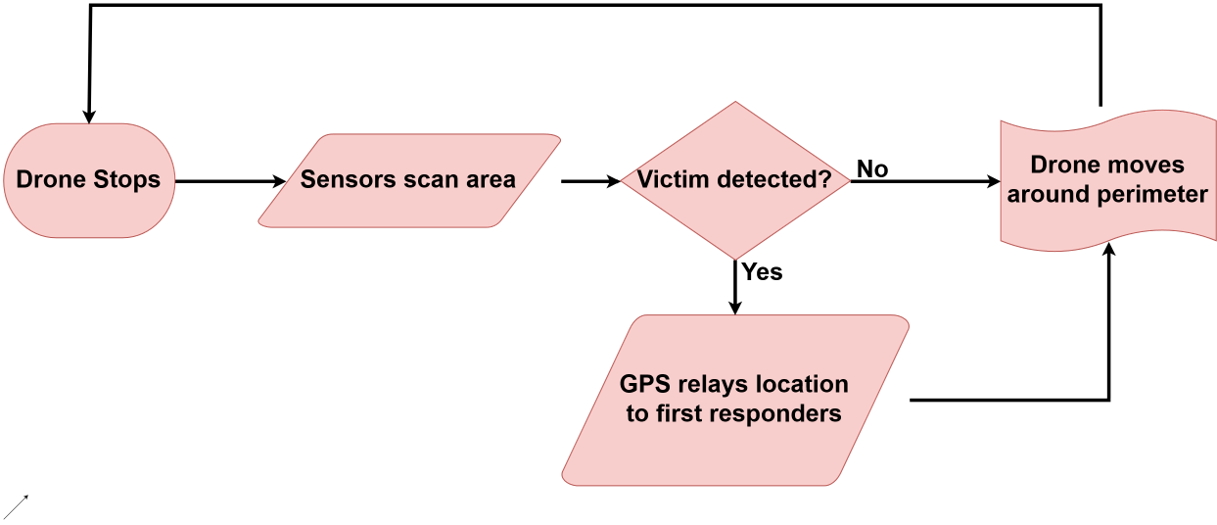 Drone Stops
Sensors scan area
Victim detected?
No
Drone moves
around perimeter
Yes
GPS relays location
to first responders